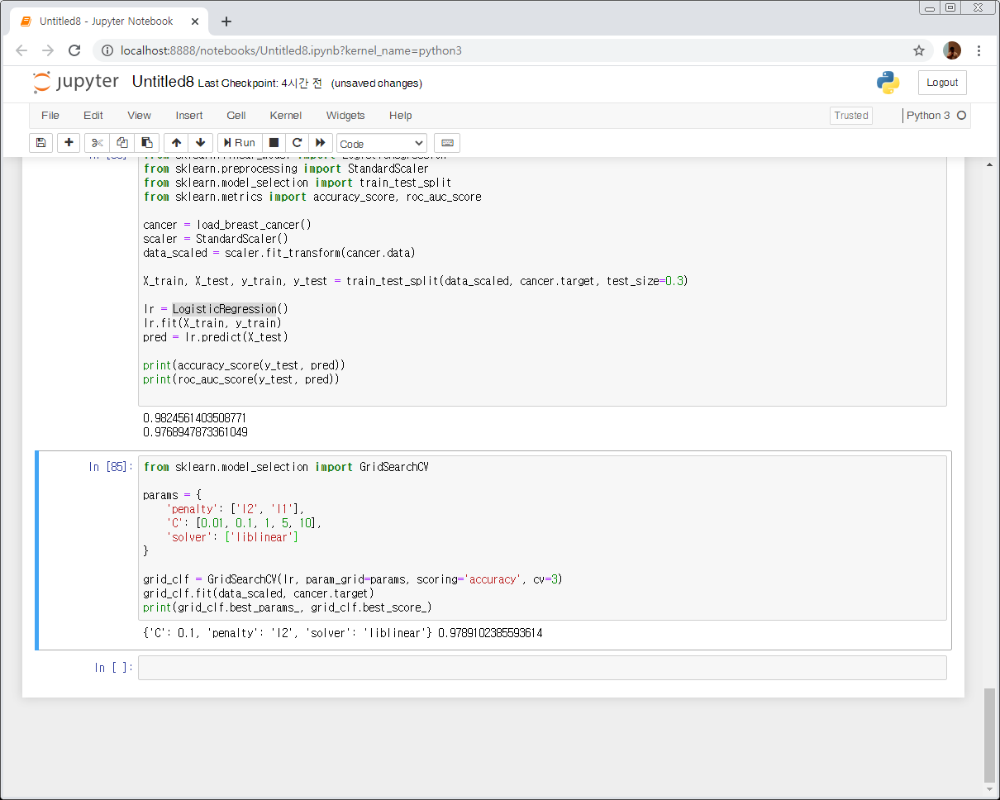 Untitled8 - Jupyter Notebook
localhost:8888/notebooks/Untitled8.ipynb?kernel_name=python3
jupyter Untitled8 Last Checkpoint: 4시간 전 (unsaved changes) Logout
File Edit View Insert Cell Kernel Widgets Help Trusted Python 3
Run Code
from sklearn.linear_model import LogisticRegression
from sklearn.preprocessing import StandardScaler
from sklearn.model_selection import train_test_split
from sklearn.metrics import accuracy_score, roc_auc_score
cancer = load_breast_cancer()
scaler = StandardScaler()
data_scaled = scaler.fit_transform(cancer.data)
X_train, X_test, y_train, y_test = train_test_split(data_scaled, cancer.target, test_size=0.3)
lr = LogisticRegression()
lr.fit(X_train, y_train)
pred = lr.predict(X_test)
print(accuracy_score(y_test, pred))
print(roc_auc_score(y_test, pred))
0.9824561403508771
0.9768947873361049
In [85]: from sklearn.model_selection import GridSearchCV
params = {
'penalty': ['l2', 'l1'],
'C': [0.01, 0.1, 1, 5, 10],
'solver': ['liblinear']
}
grid_clf = GridSearchCV(lr, param_grid=params, scoring='accuracy', cv=3)
grid_clf.fit(data_scaled, cancer.target)
print(grid_clf.best_params_, grid_clf.best_score_)
{'C': 0.1, 'penalty': 'l2', 'solver': 'liblinear'} 0.9789102385593614
In [ ]: